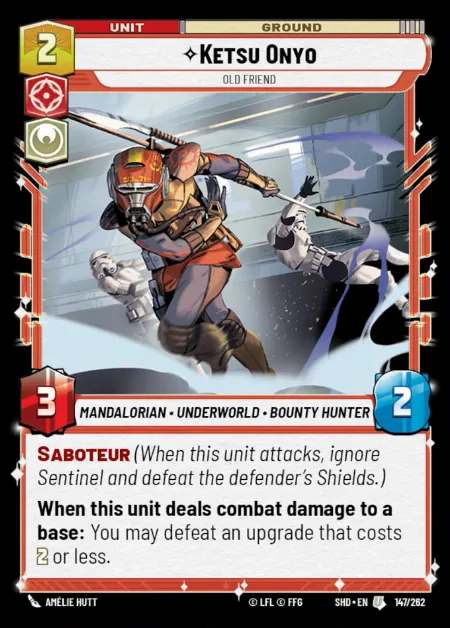 UNIT GROUND
2
✧KETSU ONYO
OLD FRIEND
3
MANDALORIAN • UNDERWORLD • BOUNTY HUNTER
2
SABOTEUR (When this unit attacks, ignore
Sentinel and defeat the defender's Shields.)
When this unit deals combat damage to a
base: You may defeat an upgrade that costs
2 or less.
AMÉLIE HUTT © LFL © FFG SHD • EN 147/262